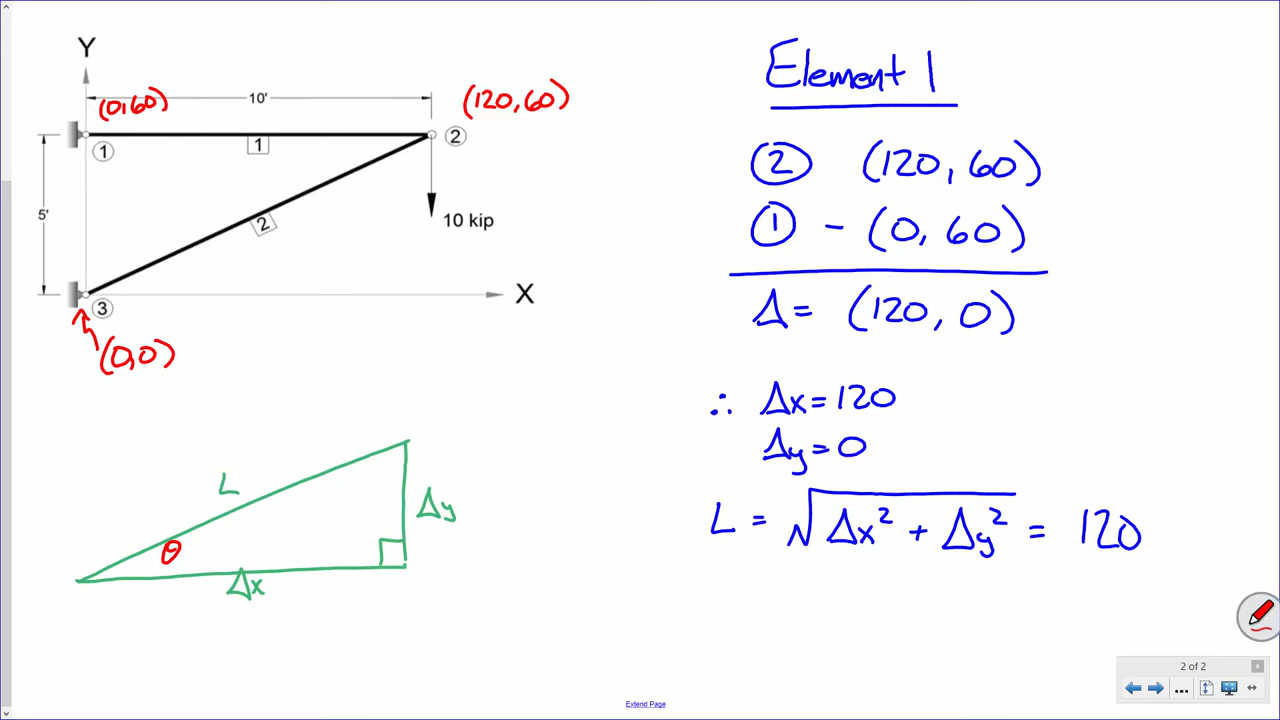 Y
10'
(0,60)
(120,60)
1
1
2
5'
2
10 kip
X
3
(0,0)
L
θ
Δy
Δx
Element 1
2 (120, 60)
1 - (0, 60)
Δ= (120, 0)
∴ Δx=120
Δy=0
L = √Δx² + Δy² = 120
2 of 2
...
Extend Page